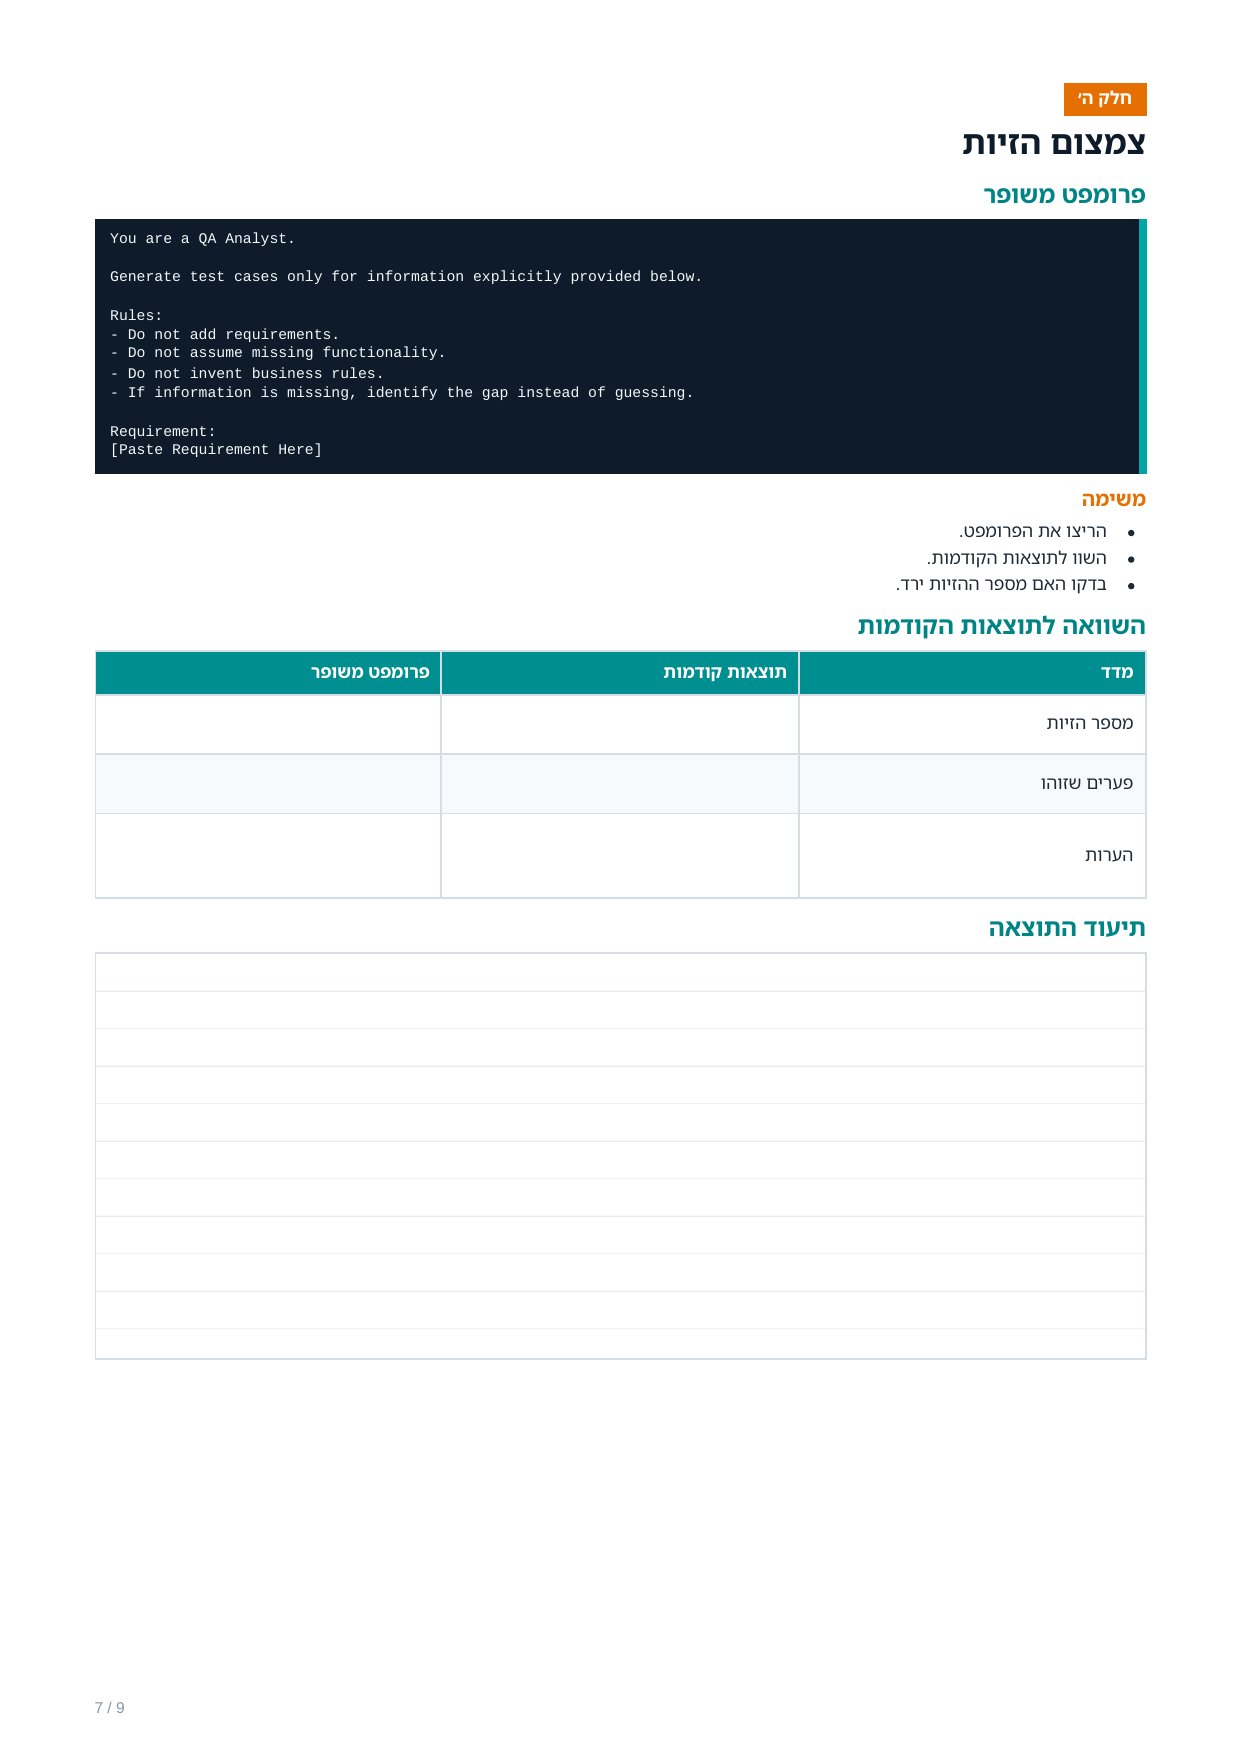 חלק ה׳
צמצום הזיות
פרומפט משופר
You are a QA Analyst.
Generate test cases only for information explicitly provided below.
Rules:
- Do not add requirements.
- Do not assume missing functionality.
- Do not invent business rules.
- If information is missing, identify the gap instead of guessing.
Requirement:
[Paste Requirement Here]
משימה
• הריצו את הפרומפט.
• השוו לתוצאות הקודמות.
• בדקו האם מספר ההזיות ירד.
השוואה לתוצאות הקודמות
מדד תוצאות קודמות פרומפט משופר
מספר הזיות
פערים שזוהו
הערות
תיעוד התוצאה
7 / 9